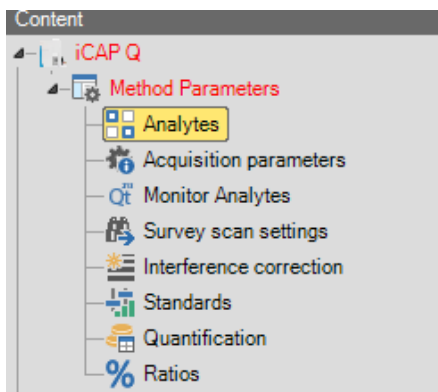 Content
iCAP Q
Method Parameters
Analytes
Acquisition parameters
Monitor Analytes
Survey scan settings
Interference correction
Standards
Quantification
Ratios